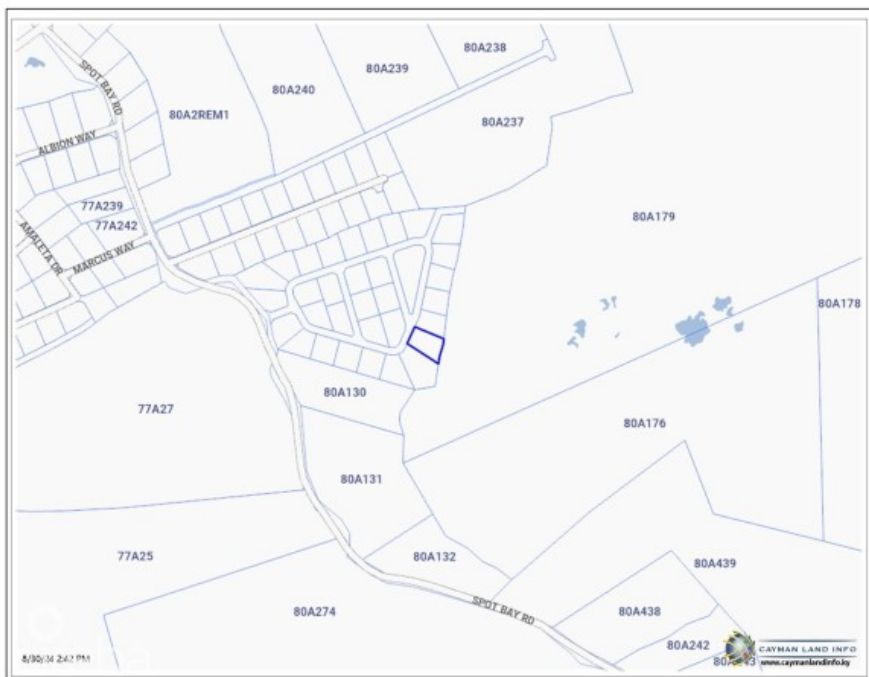 80A238
SPOT BAY RD
80A239
80A240
80A2REM1
80A237
ALBION WAY
77A239
80A179
77A242
AMALETA DR
MARCUS WAY
80A178
80A130
77A27
80A176
80A131
77A25
80A132
80A439
SPOT BAY RD
80A274
80A438
80A242
CAYMAN LAND INFO
www.caymanlandinfo.ky